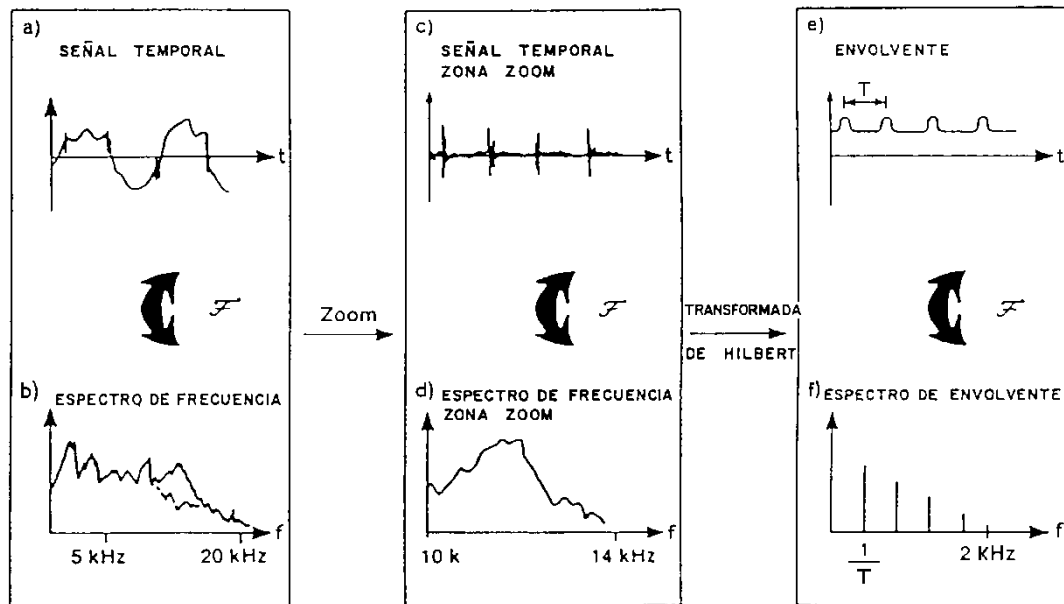 a)
SEÑAL TEMPORAL
t
ℱ
b)
ESPECTRO DE FRECUENCIA
f
5 kHz
20 kHz
Zoom
c)
SEÑAL TEMPORAL
ZONA ZOOM
t
ℱ
d)
ESPECTRO DE FRECUENCIA
ZONA ZOOM
f
10 k
14 kHz
TRANSFORMADA
DE HILBERT
e)
ENVOLVENTE
T
t
ℱ
f)
ESPECTRO DE ENVOLVENTE
f
1
T
2 KHz